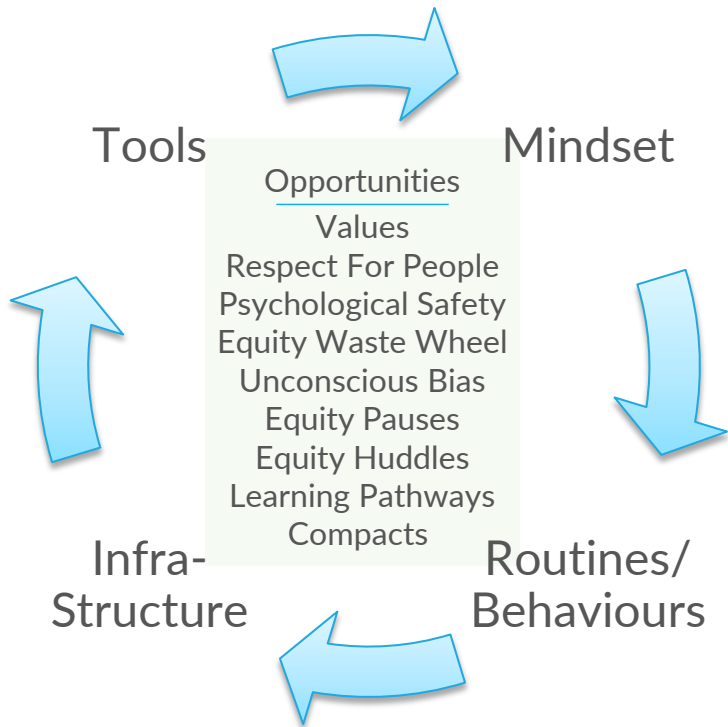 Tools
Mindset
Opportunities
Values
Respect For People
Psychological Safety
Equity Waste Wheel
Unconscious Bias
Equity Pauses
Equity Huddles
Learning Pathways
Compacts
Infra-
Structure
Routines/
Behaviours